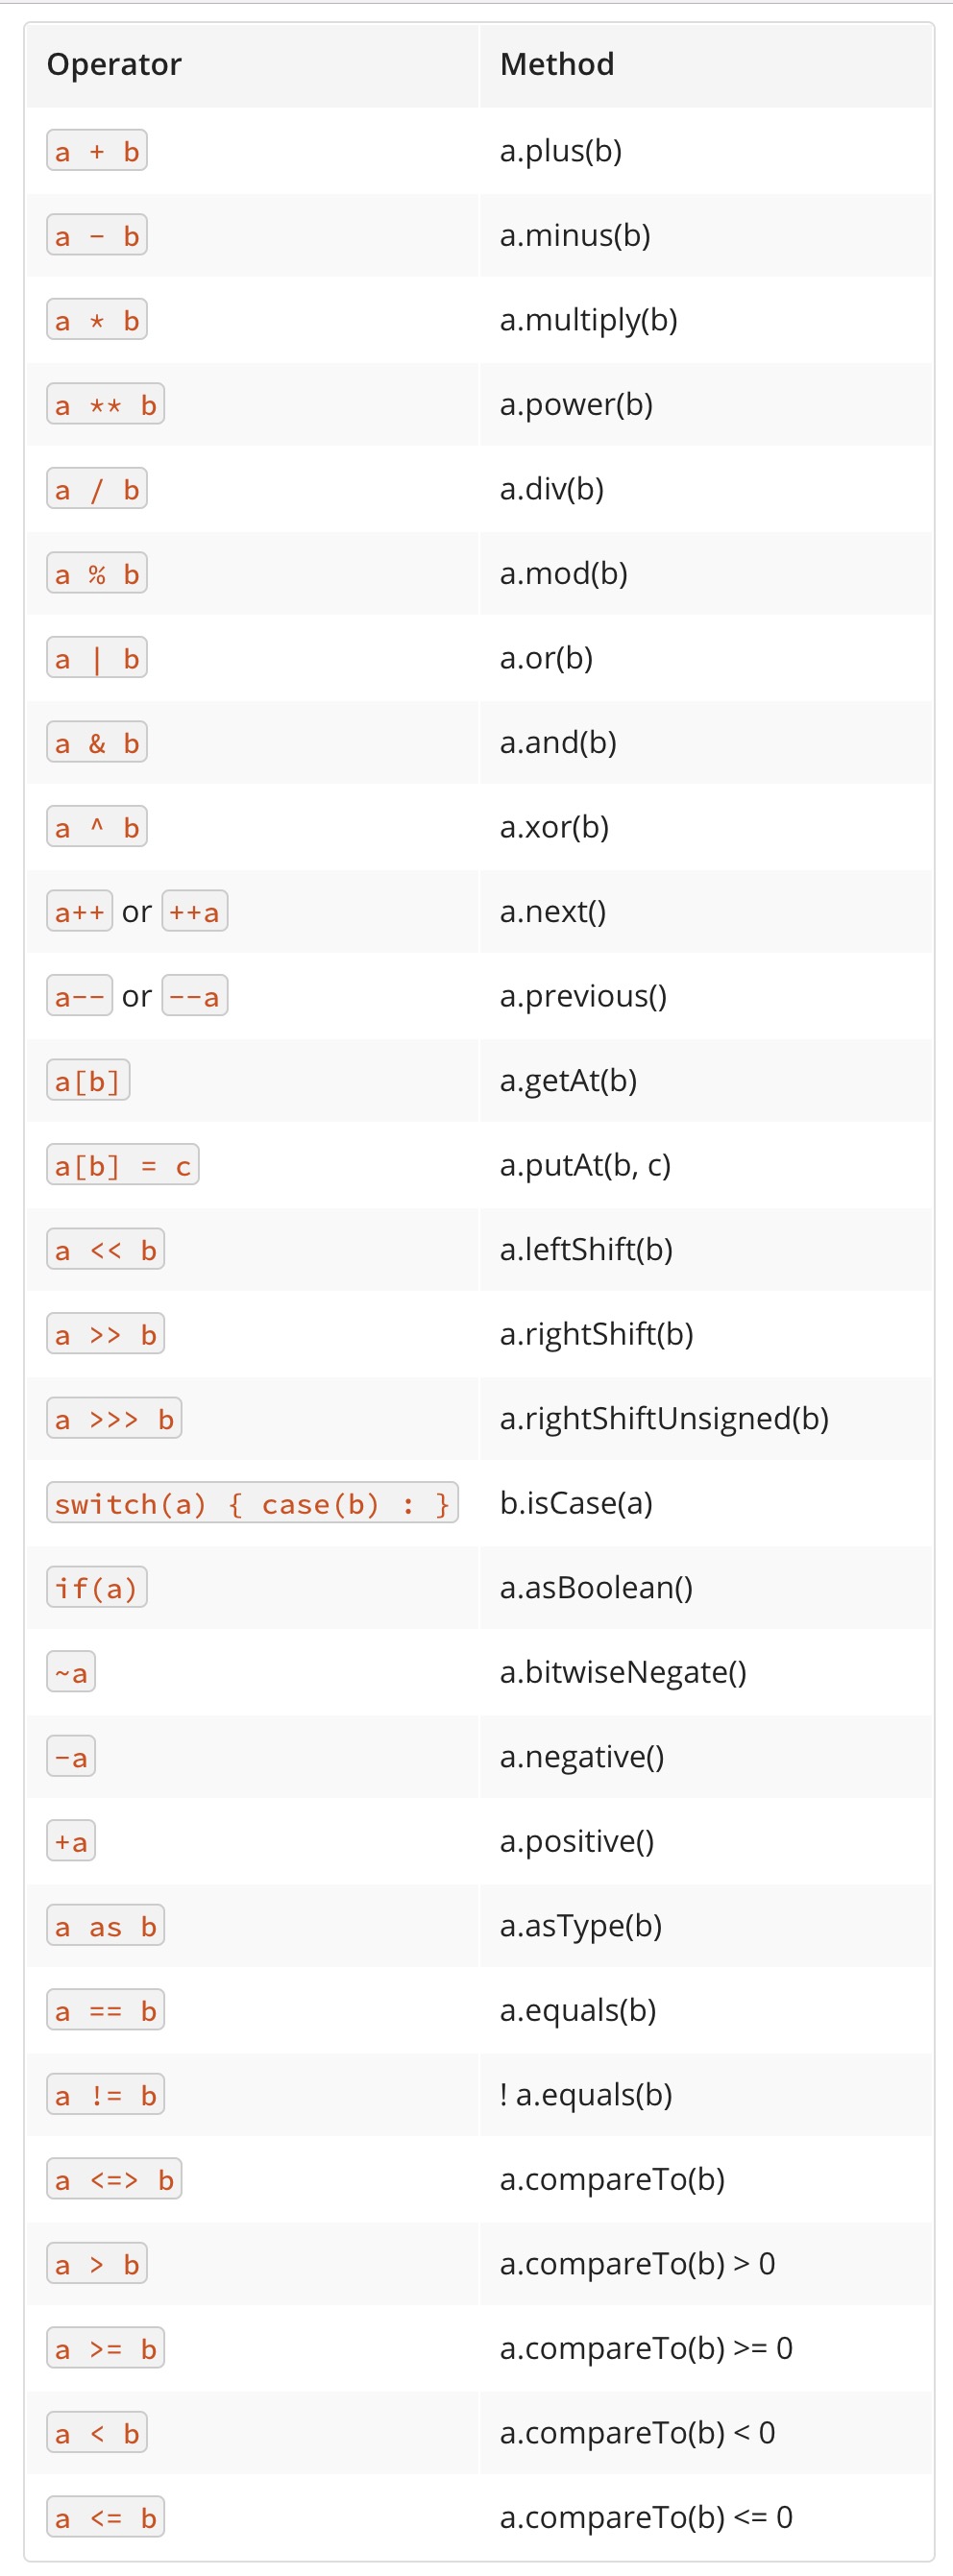 Operator Method
a + b a.plus(b)
a - b a.minus(b)
a * b a.multiply(b)
a ** b a.power(b)
a / b a.div(b)
a % b a.mod(b)
a | b a.or(b)
a & b a.and(b)
a ^ b a.xor(b)
a++ or ++a a.next()
a-- or --a a.previous()
a[b] a.getAt(b)
a[b] = c a.putAt(b, c)
a << b a.leftShift(b)
a >> b a.rightShift(b)
a >>> b a.rightShiftUnsigned(b)
switch(a) { case(b) : } b.isCase(a)
if(a) a.asBoolean()
~a a.bitwiseNegate()
-a a.negative()
+a a.positive()
a as b a.asType(b)
a == b a.equals(b)
a != b ! a.equals(b)
a <=> b a.compareTo(b)
a > b a.compareTo(b) > 0
a >= b a.compareTo(b) >= 0
a < b a.compareTo(b) < 0
a <= b a.compareTo(b) <= 0